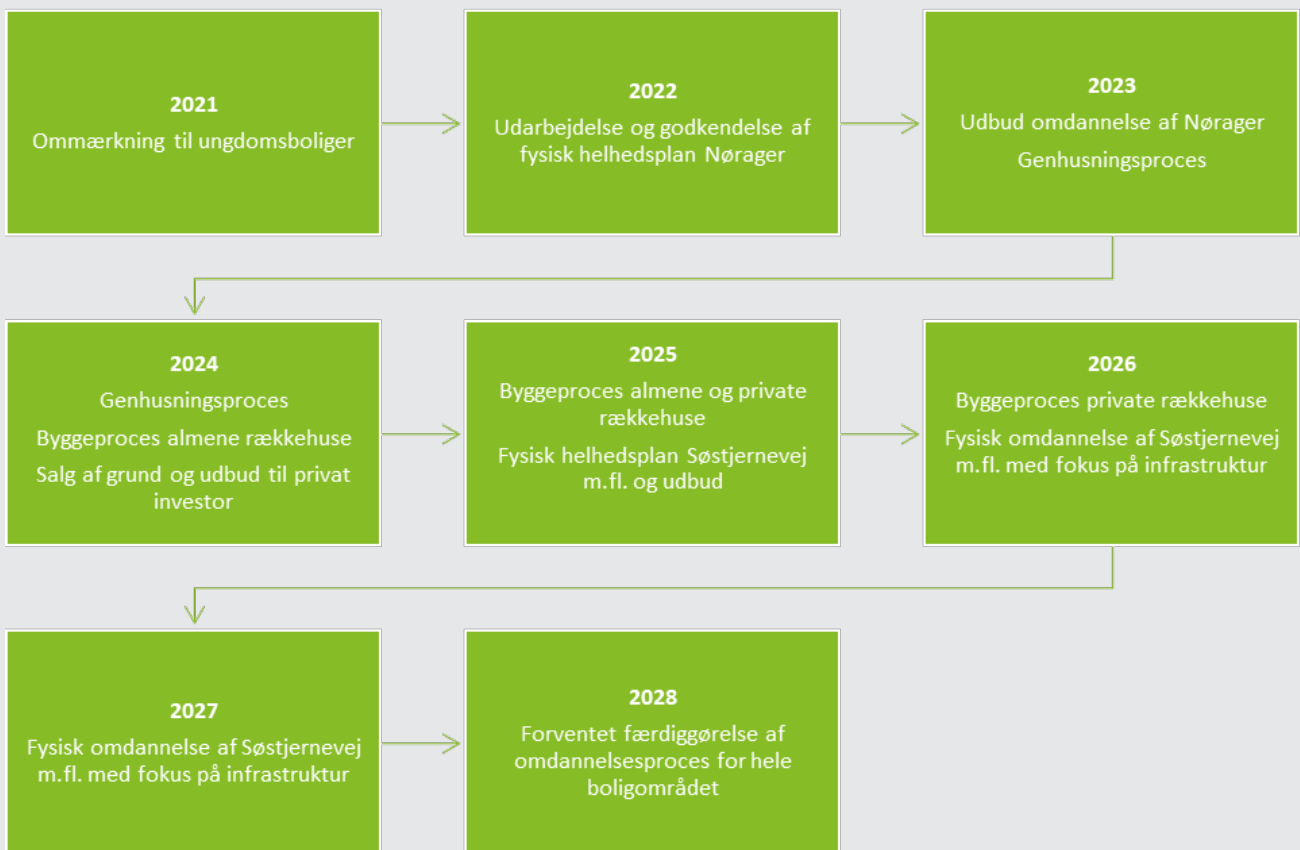 2021
Ommærkning til ungdomsboliger
2022
Udarbejdelse og godkendelse af
fysisk helhedsplan Nørager
2023
Udbud omdannelse af Nørager
Genhusningsproces
2024
Genhusningsproces
Byggeproces almene rækkehuse
Salg af grund og udbud til privat
investor
2025
Byggeproces almene og private
rækkehuse
Fysisk helhedsplan Søstjernevej
m.fl. og udbud
2026
Byggeproces private rækkehuse
Fysisk omdannelse af Søstjernevej
m.fl. med fokus på infrastruktur
2027
Fysisk omdannelse af Søstjernevej
m.fl. med fokus på infrastruktur
2028
Forventet færdiggørelse af
omdannelsesproces for hele
boligområdet